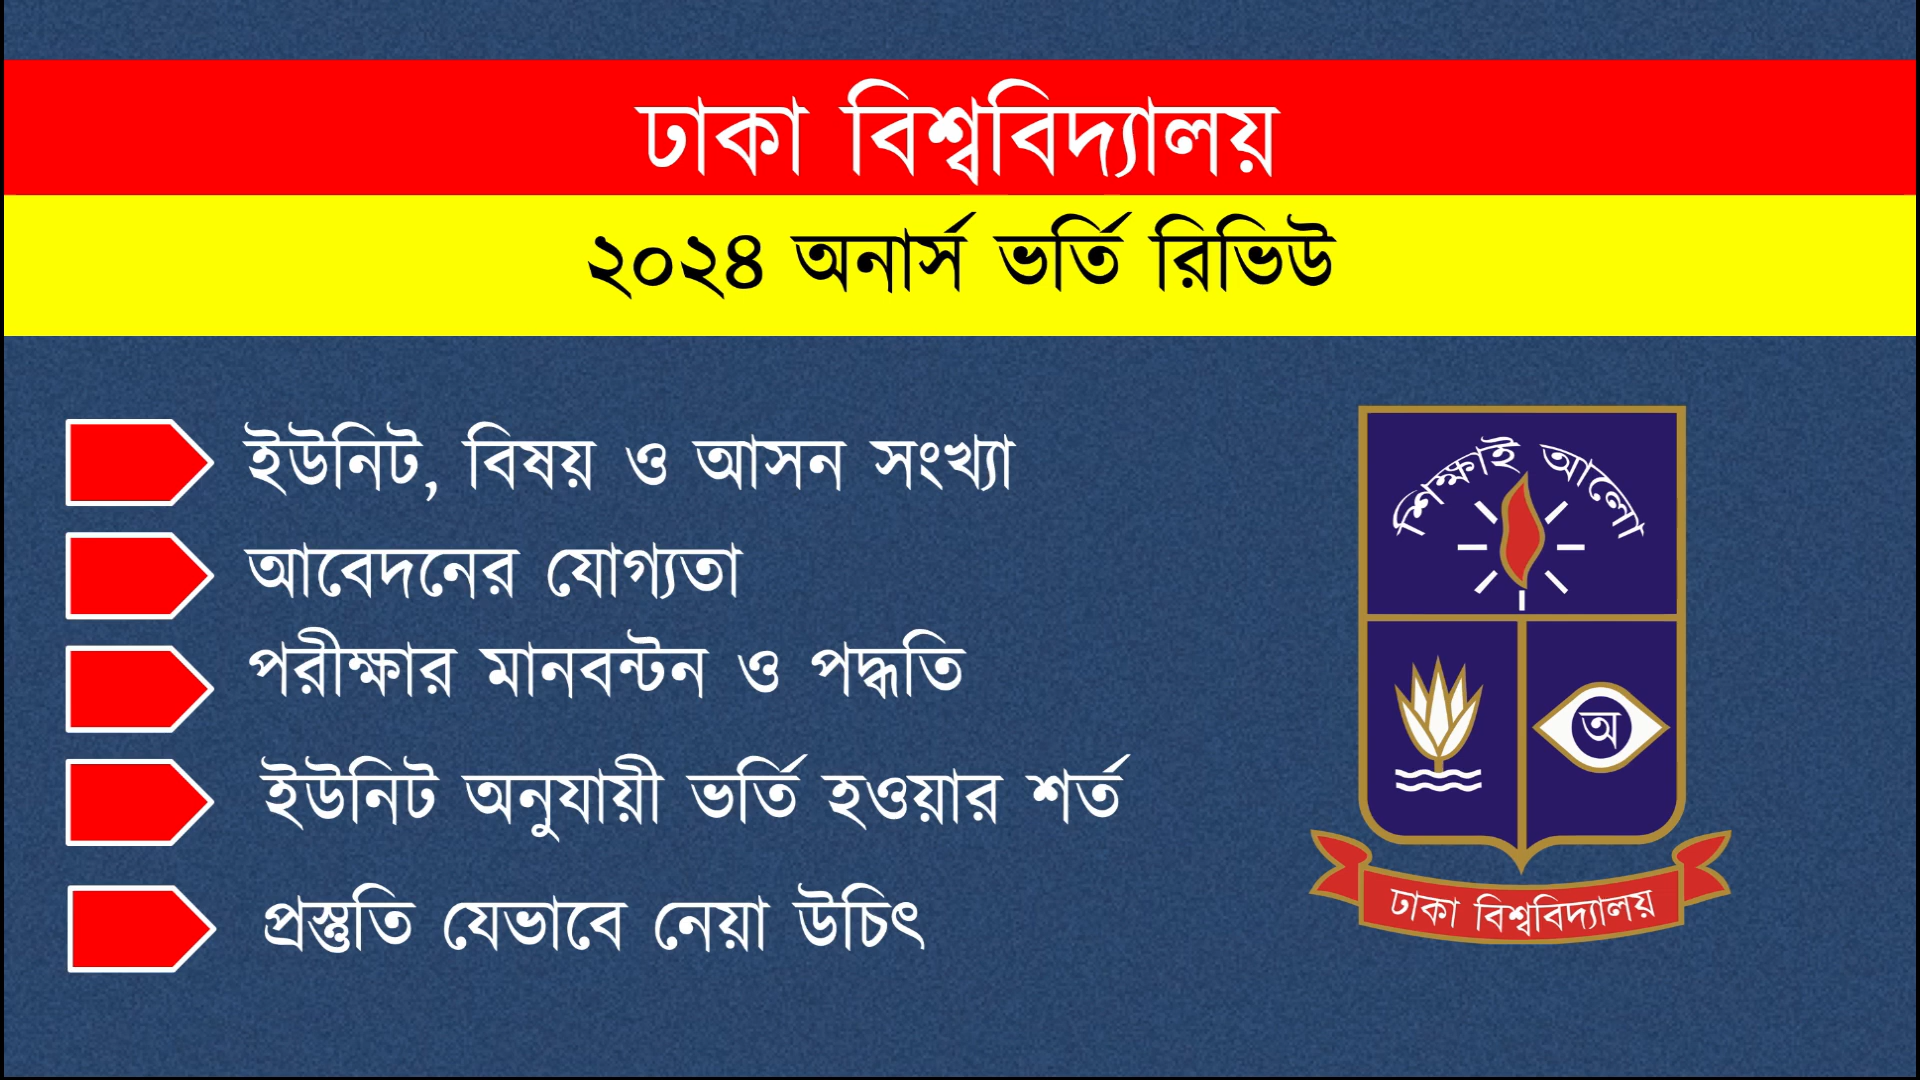 ঢাকা বিশ্ববিদ্যালয়
২০২৪ অনার্স ভর্তি রিভিউ
ইউনিট, বিষয় ও আসন সংখ্যা
আবেদনের যোগ্যতা
পরীক্ষার মানবন্টন ও পদ্ধতি
ইউনিট অনুযায়ী ভর্তি হওয়ার শর্ত
প্রস্তুতি যেভাবে নেয়া উচিৎ
শিক্ষাই আলো
অ
ঢাকা বিশ্ববিদ্যালয়